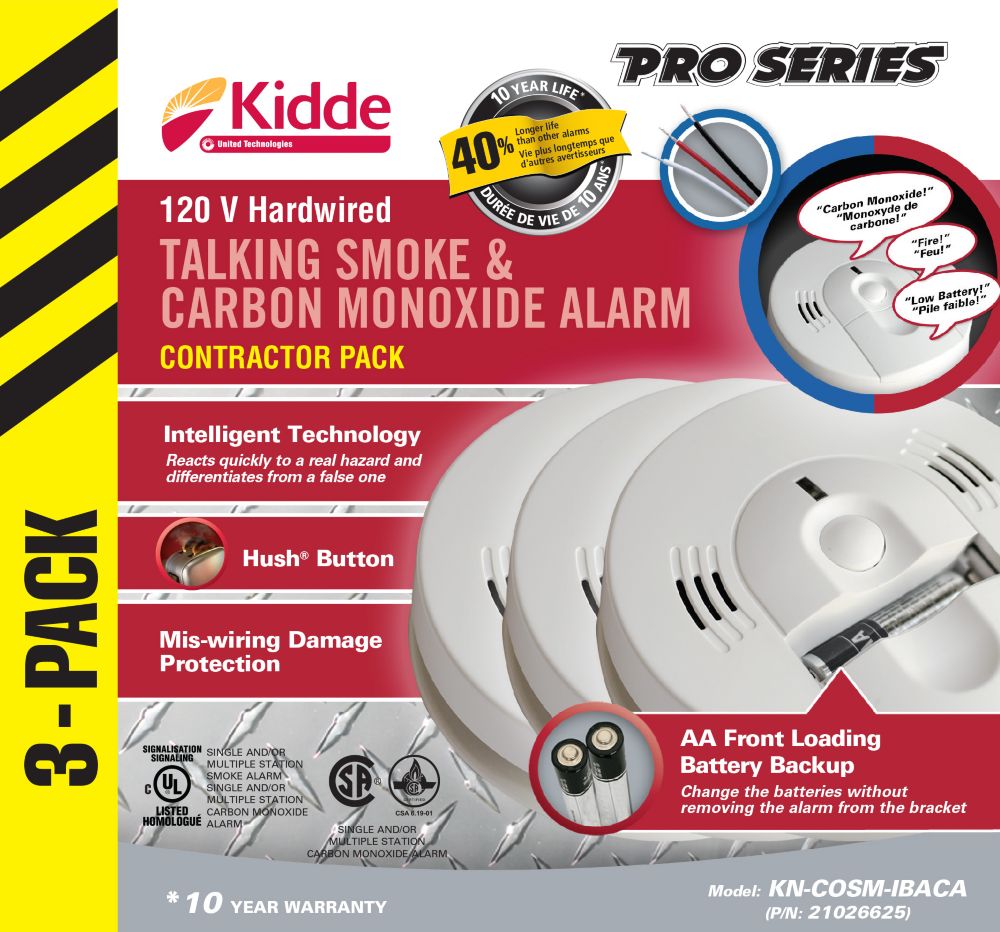 3-PACK
Kidde
United Technologies
PRO SERIES
10 YEAR LIFE*
40%
Longer life
than other alarms
Vie plus longtemps que
d'autres avertisseurs
DURÉE DE VIE DE 10 ANS*
"Carbon Monoxide!"
"Monoxyde de
carbone!"
"Fire!"
"Feu!"
"Low Battery!"
"Pile faible!"
120 V Hardwired
TALKING SMOKE &
CARBON MONOXIDE ALARM
CONTRACTOR PACK
Intelligent Technology
Reacts quickly to a real hazard and
differentiates from a false one
Hush® Button
Mis-wiring Damage
Protection
AA Front Loading
Battery Backup
Change the batteries without
removing the alarm from the bracket
SIGNALISATION
SIGNALING
C UL
LISTED
HOMOLOGUÉ
SINGLE AND/OR
MULTIPLE STATION
SMOKE ALARM
SINGLE AND/OR
MULTIPLE STATION
CARBON MONOXIDE
ALARM
SA ®
CERTIFIED
CSA 6.19-01
SINGLE AND/OR
MULTIPLE STATION
CARBON MONOXIDE ALARM
*10 YEAR WARRANTY
Model: KN-COSM-IBACA
(P/N: 21026625)